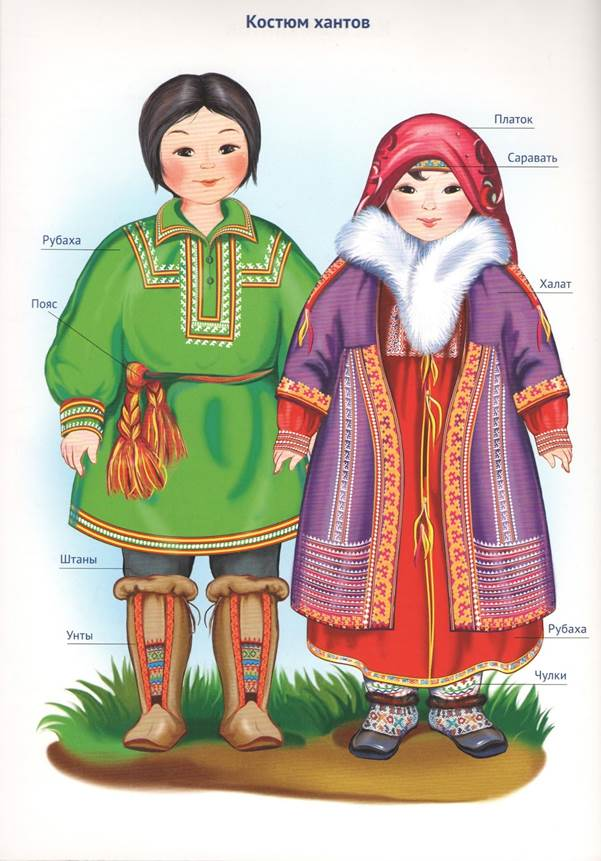 Костюм хантов
Платок
Саравать
Рубаха
Халат
Пояс
Штаны
Унты
Рубаха
Чулки